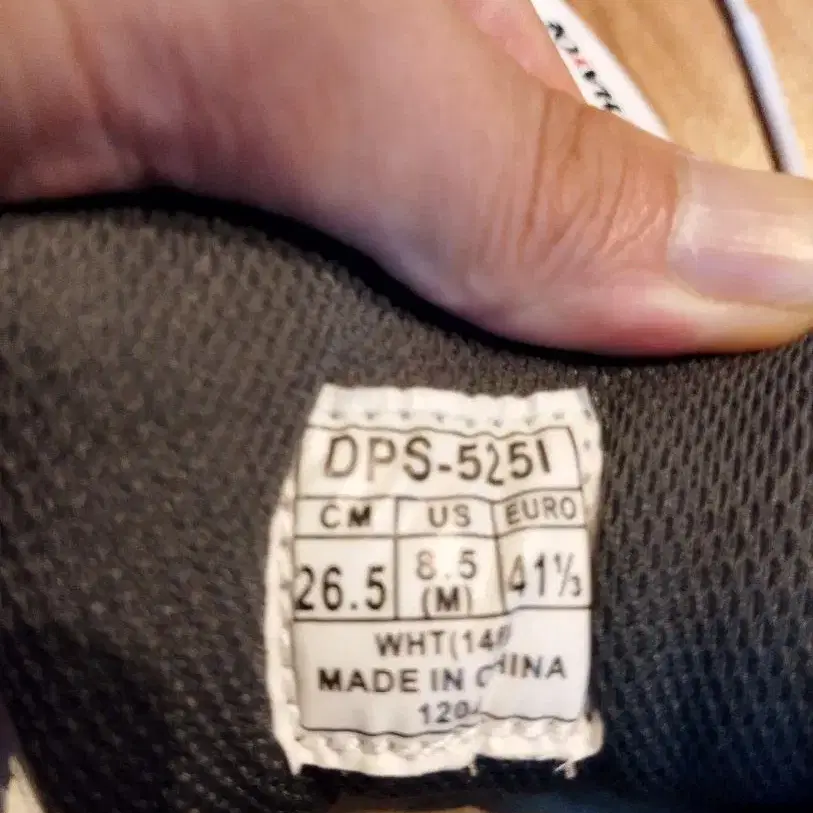 DPS-5251
CM US EURO
26.5 8.5 (M) 41⅓
WHT(14
MADE IN CHINA
120